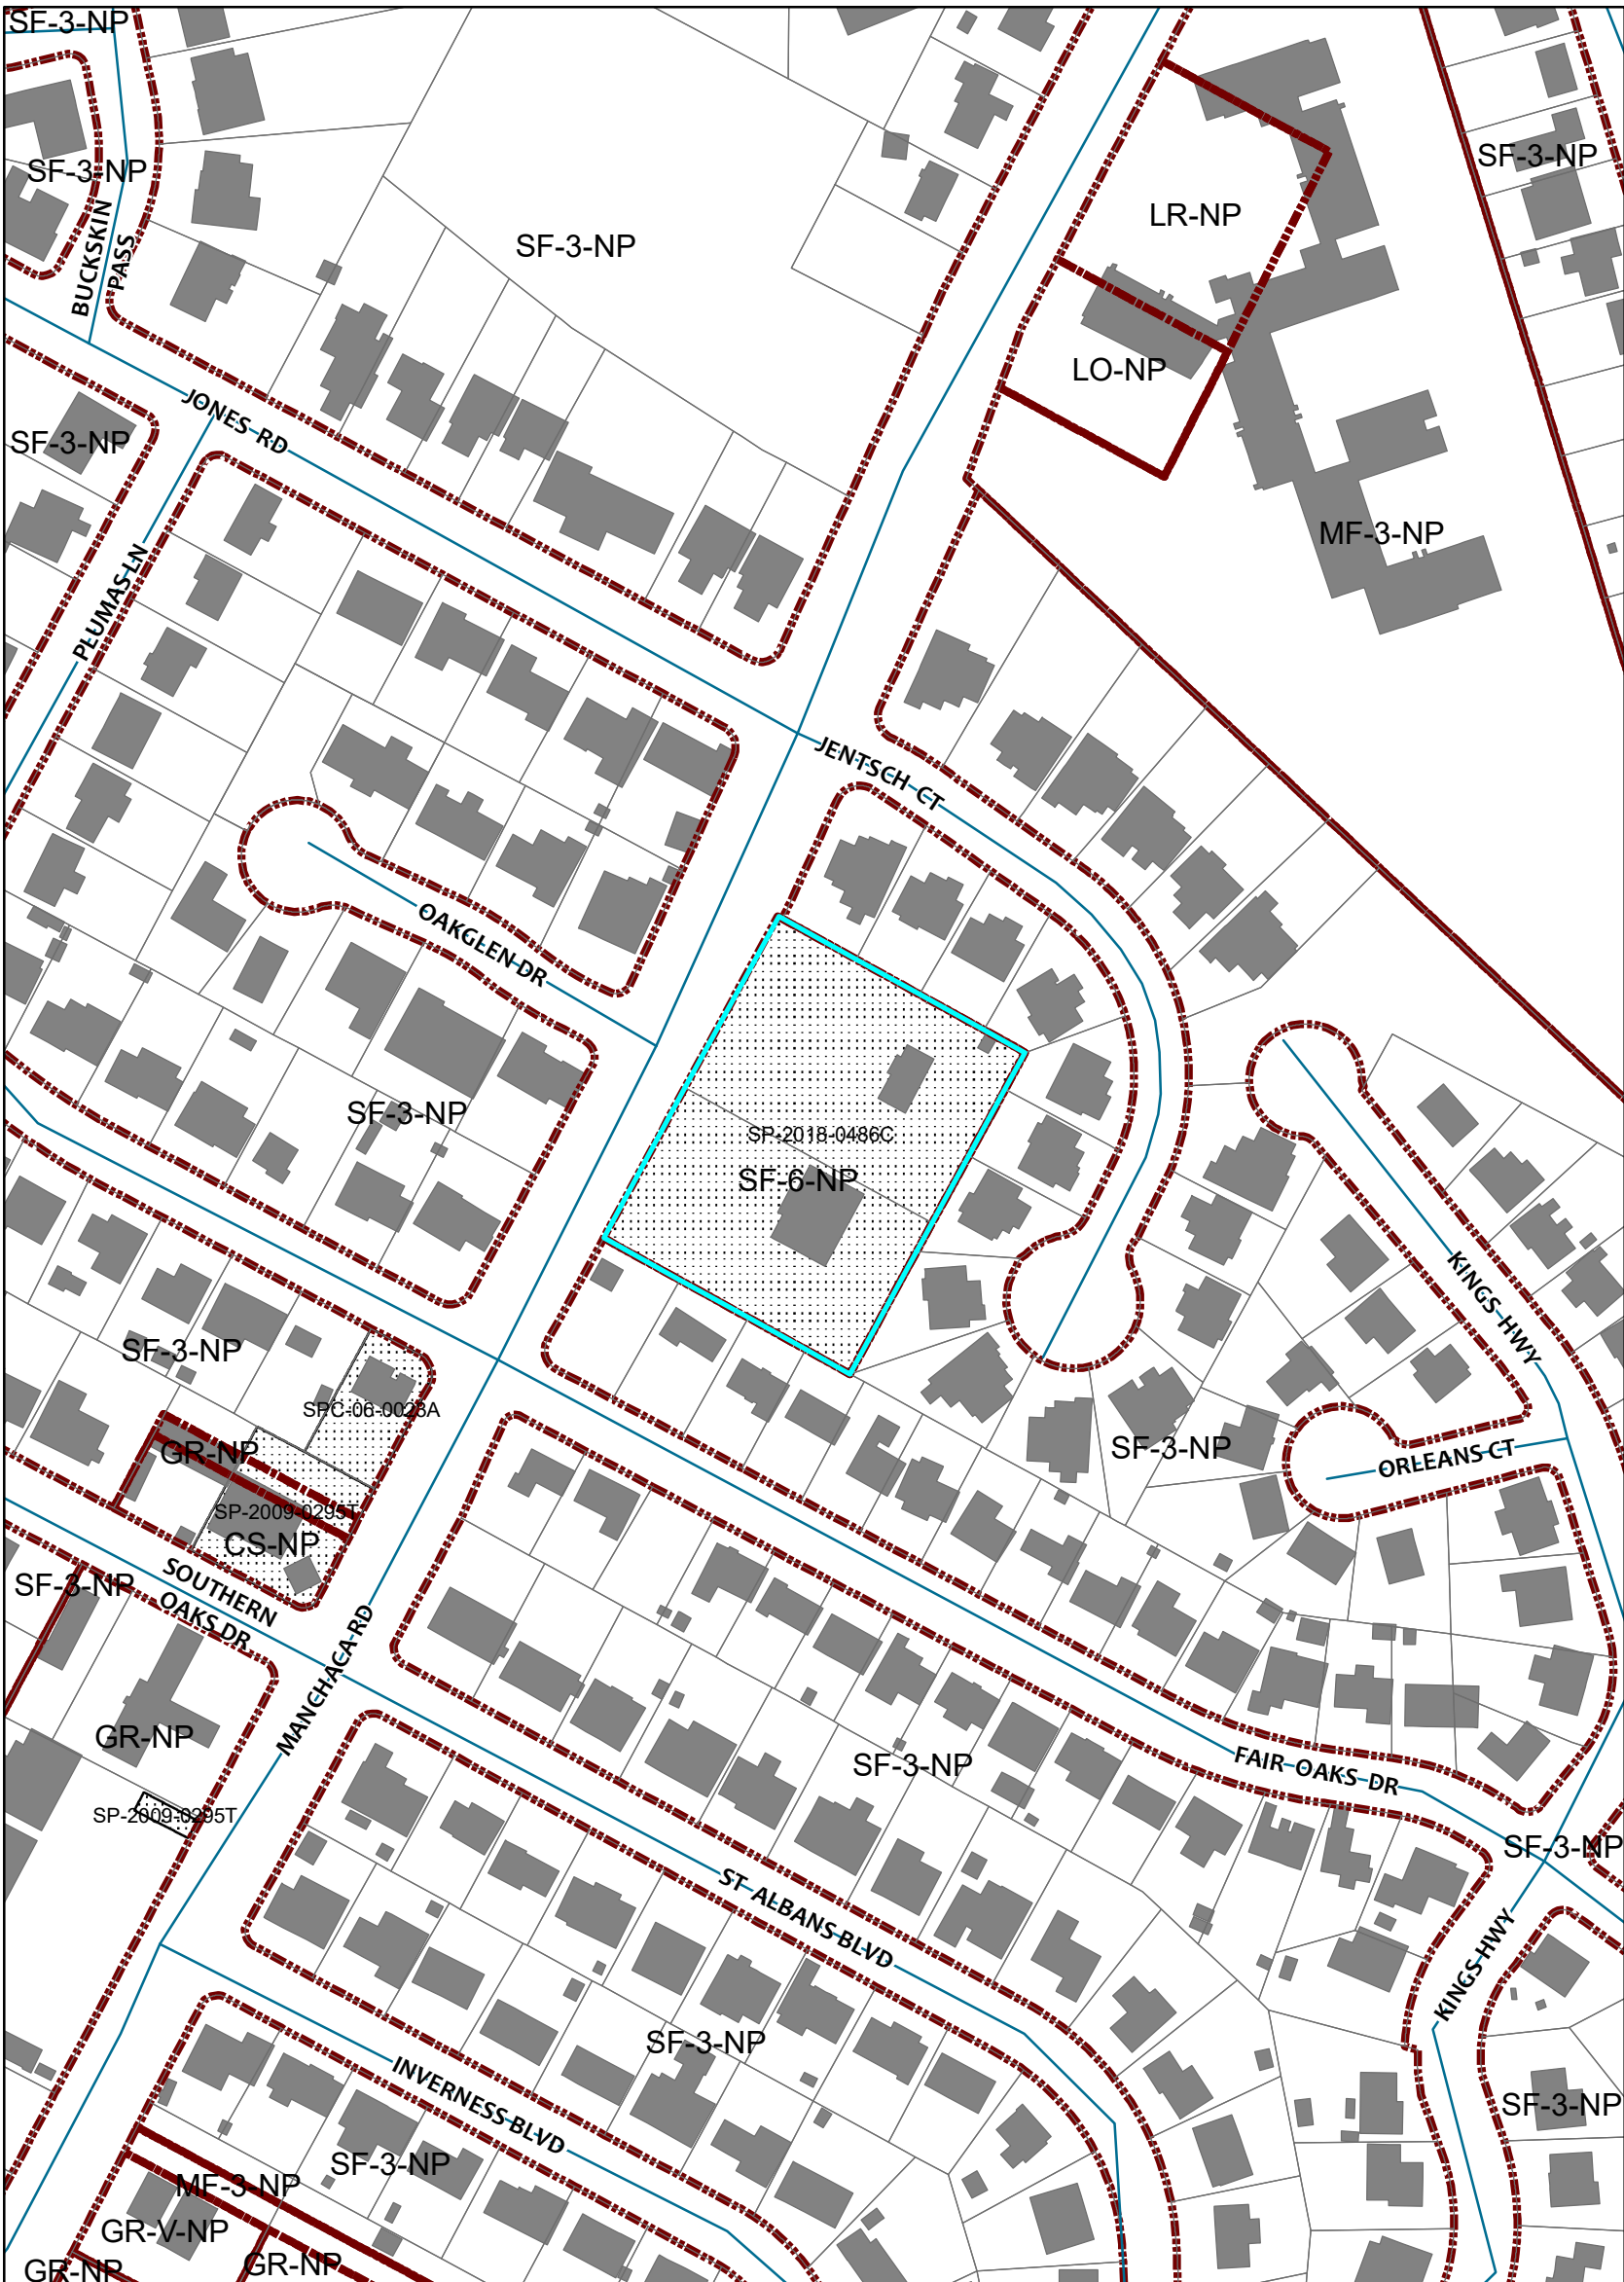 SF-3-NP
SF-3-NP
SF-3-NP
LR-NP
BUCKSKIN
PASS
SF-3-NP
LO-NP
JONES RD
SF-3-NP
MF-3-NP
PLUMAS LN
JENTSCH CT
OAKGLEN DR
SF-3-NP
SP-2018-0486C
SF-6-NP
KINGS HWY
SF-3-NP
SPC-06-0023A
GR-NP
SF-3-NP
ORLEANS CT
SP-2009-0295T
CS-NP
SF-3-NP
SOUTHERN
OAKS DR
MANCHACA RD
GR-NP
SF-3-NP
FAIR OAKS DR
SP-2009-0295T
SF-3-NP
ST ALBANS BLVD
KINGS HWY
SF-3-NP
INVERNESS BLVD
SF-3-NP
SF-3-NP
MF-3-NP
GR-V-NP
GR-NP
GR-NP